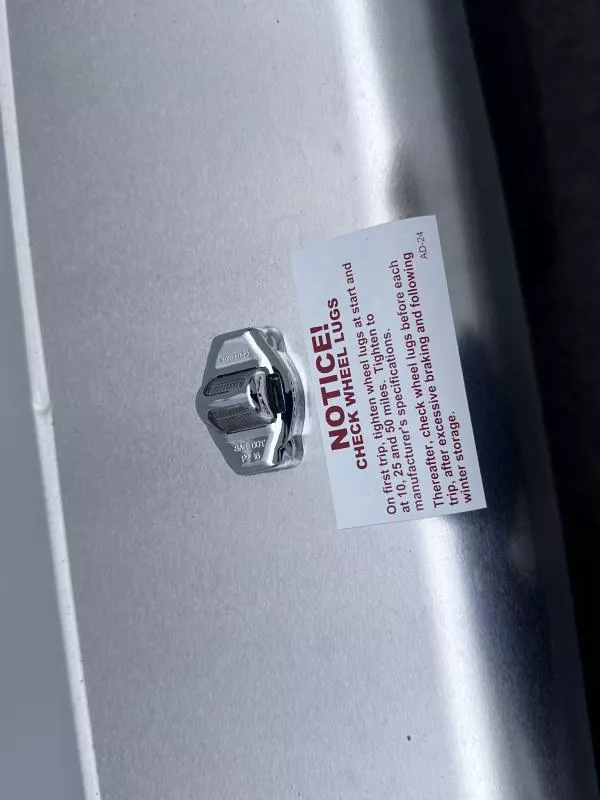 NOTICE!
CHECK WHEEL LUGS
On first trip, tighten wheel lugs at start and
at 10, 25 and 50 miles. Tighten to
manufacturer's specifications.
Thereafter, check wheel lugs before each
trip, after excessive braking and following
winter storage.
AD-24